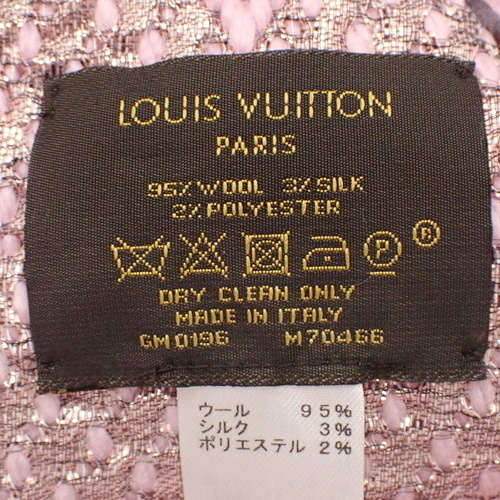 LOUIS VUITTON
PARIS
95% WOOL 3% SILK
2% POLYESTER
P ®
DRY CLEAN ONLY
MADE IN ITALY
GM0196 M70466
ウール 95%
シルク 3%
ポリエステル 2%